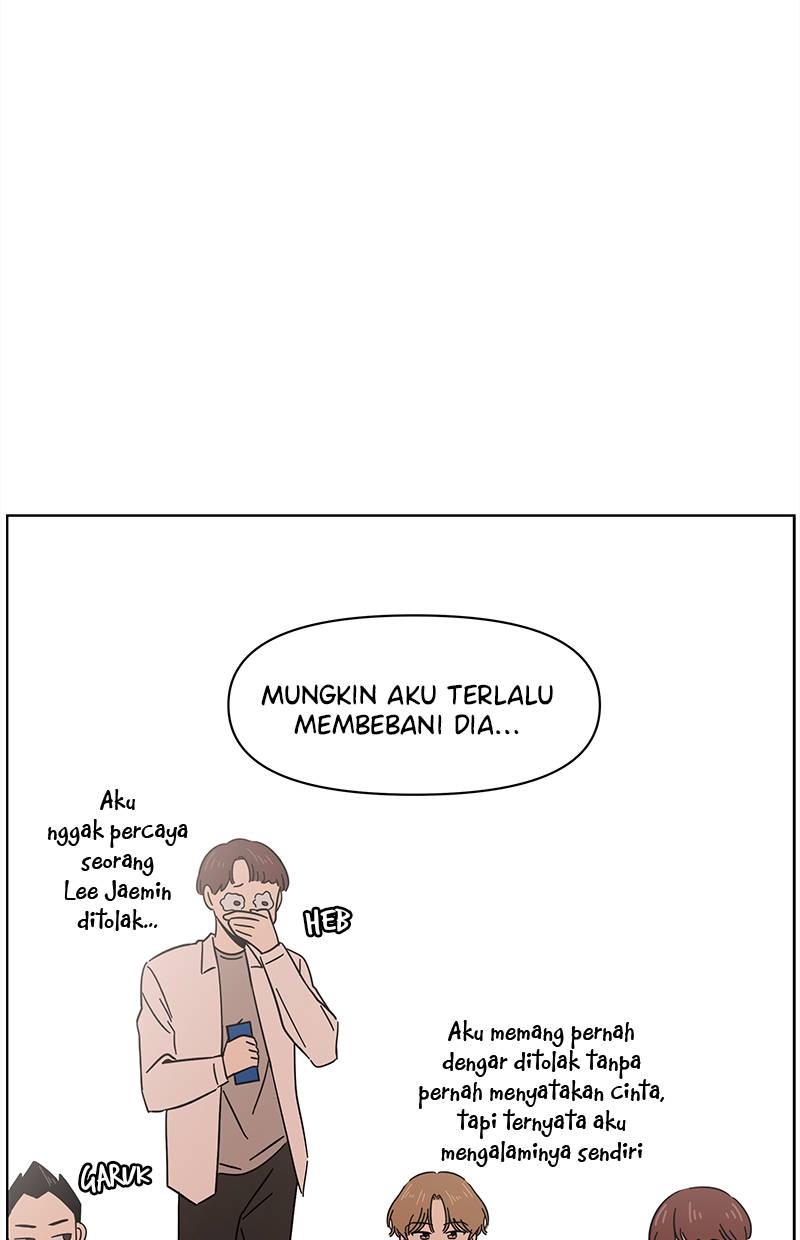 MUNGKIN AKU TERLALU
MEMBEBANI DIA...
Aku
nggak percaya
seorang
Lee Jaemin
ditolak...
HEB
Aku memang pernah
dengar ditolak tanpa
pernah menyatakan cinta,
tapi ternyata aku
mengalaminya sendiri
GARUK